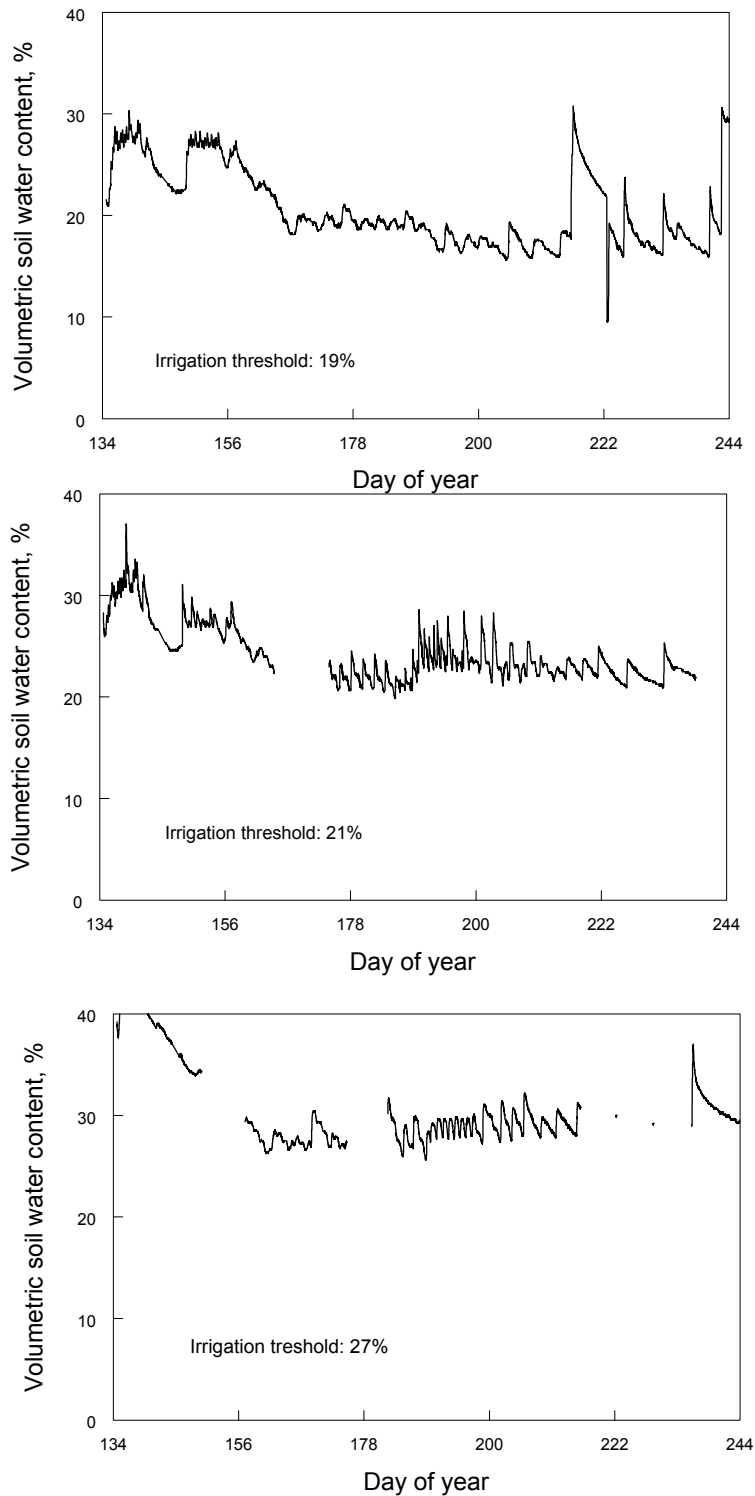 40
30
20
10
0
Volumetric soil water content, %
Irrigation threshold: 19%
134 156 178 200 222 244
Day of year
40
30
20
10
0
Volumetric soil water content, %
Irrigation threshold: 21%
134 156 178 200 222 244
Day of year
40
30
20
10
0
Volumetric soil water content, %
Irrigation treshold: 27%
134 156 178 200 222 244
Day of year